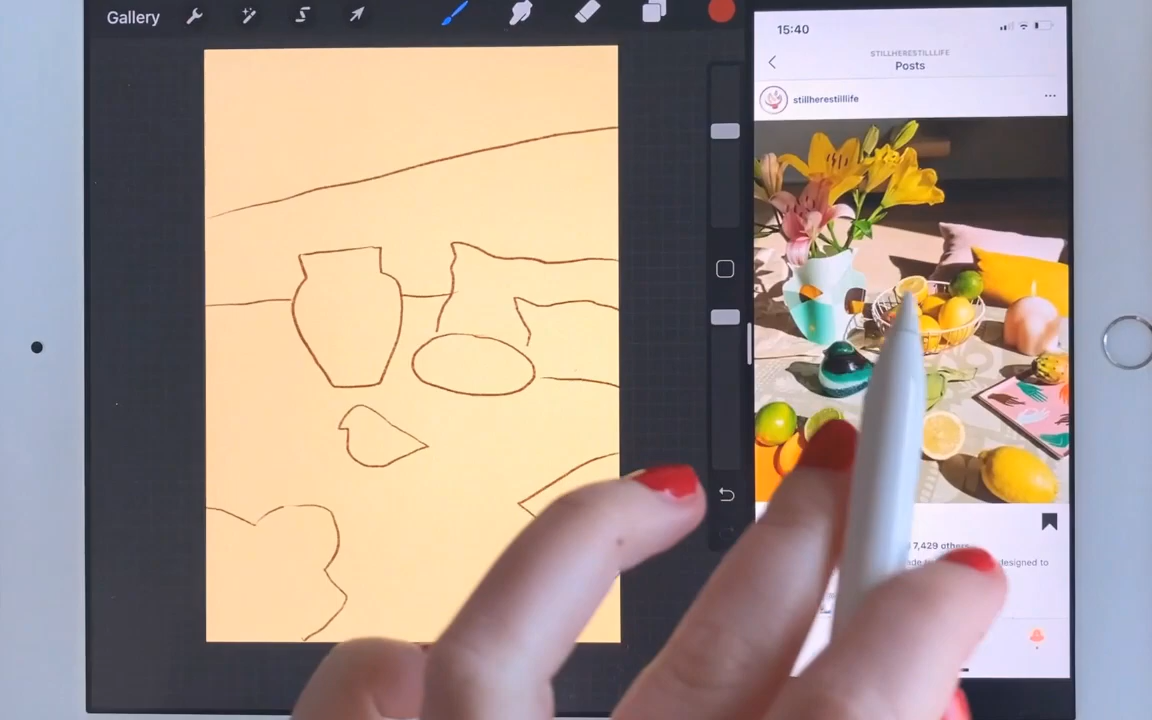 Gallery
15:40
STILLHERESTILLLIFE
Posts
stillherestilllife
7,429 others
designed to